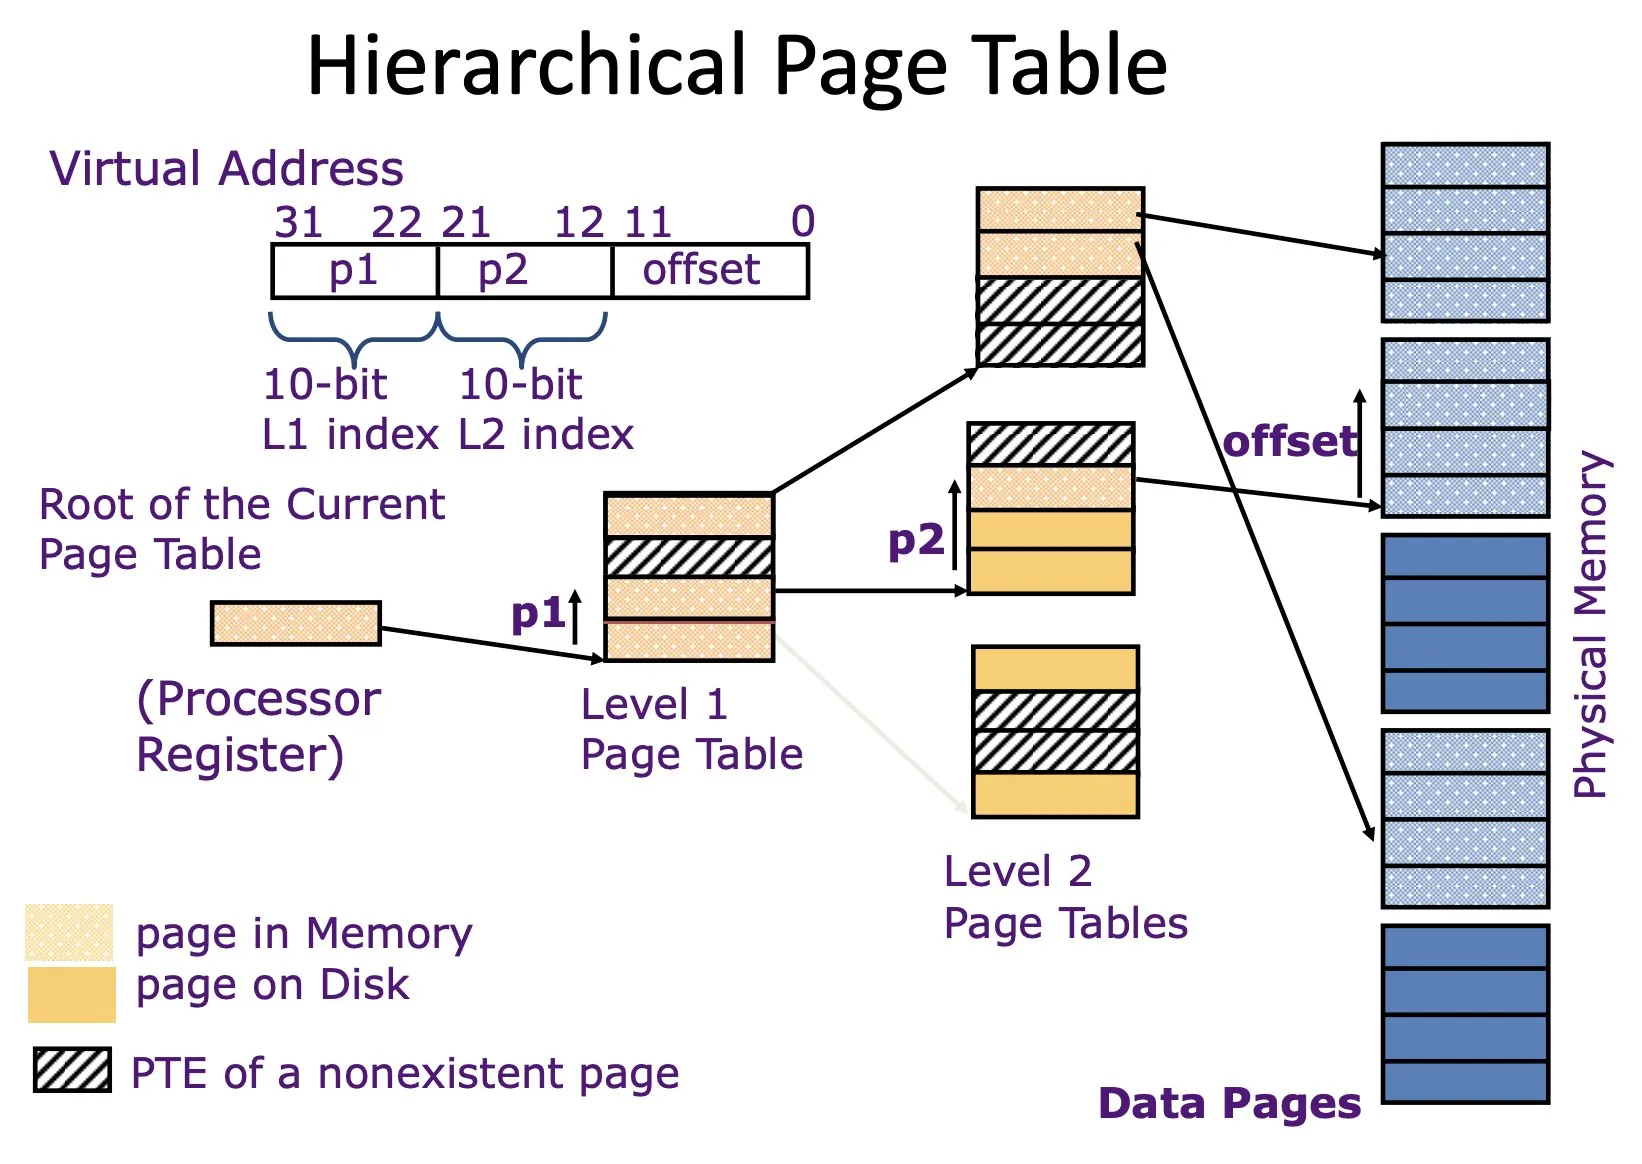 Hierarchical Page Table
Virtual Address
31 22 21 12 11 0
p1 p2 offset
10-bit 10-bit
L1 index L2 index
Root of the Current
Page Table
(Processor
Register)
p1
Level 1
Page Table
p2
Level 2
Page Tables
offset
Physical Memory
page in Memory
page on Disk
PTE of a nonexistent page
Data Pages